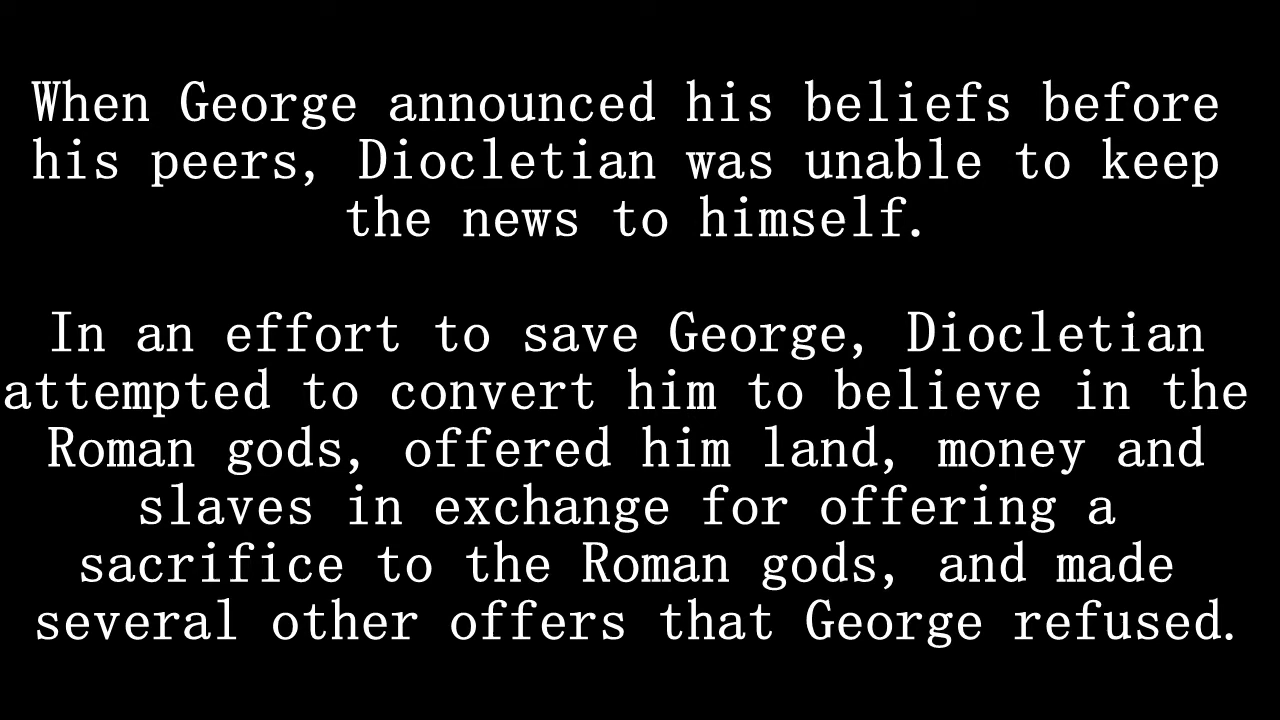 When George announced his beliefs before
his peers, Diocletian was unable to keep
the news to himself.
In an effort to save George, Diocletian
attempted to convert him to believe in the
Roman gods, offered him land, money and
slaves in exchange for offering a
sacrifice to the Roman gods, and made
several other offers that George refused.